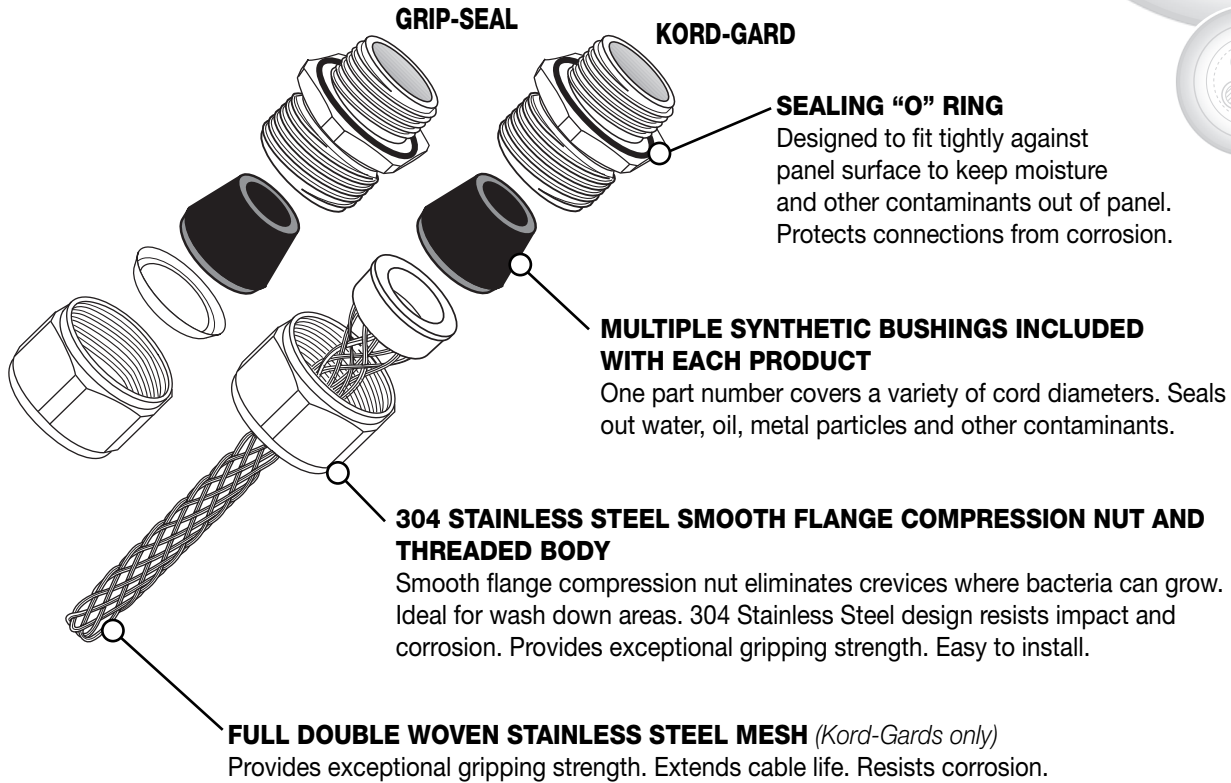 GRIP-SEAL
KORD-GARD
SEALING “O” RING
Designed to fit tightly against
panel surface to keep moisture
and other contaminants out of panel.
Protects connections from corrosion.
MULTIPLE SYNTHETIC BUSHINGS INCLUDED
WITH EACH PRODUCT
One part number covers a variety of cord diameters. Seals
out water, oil, metal particles and other contaminants.
304 STAINLESS STEEL SMOOTH FLANGE COMPRESSION NUT AND
THREADED BODY
Smooth flange compression nut eliminates crevices where bacteria can grow.
Ideal for wash down areas. 304 Stainless Steel design resists impact and
corrosion. Provides exceptional gripping strength. Easy to install.
FULL DOUBLE WOVEN STAINLESS STEEL MESH (Kord-Gards only)
Provides exceptional gripping strength. Extends cable life. Resists corrosion.